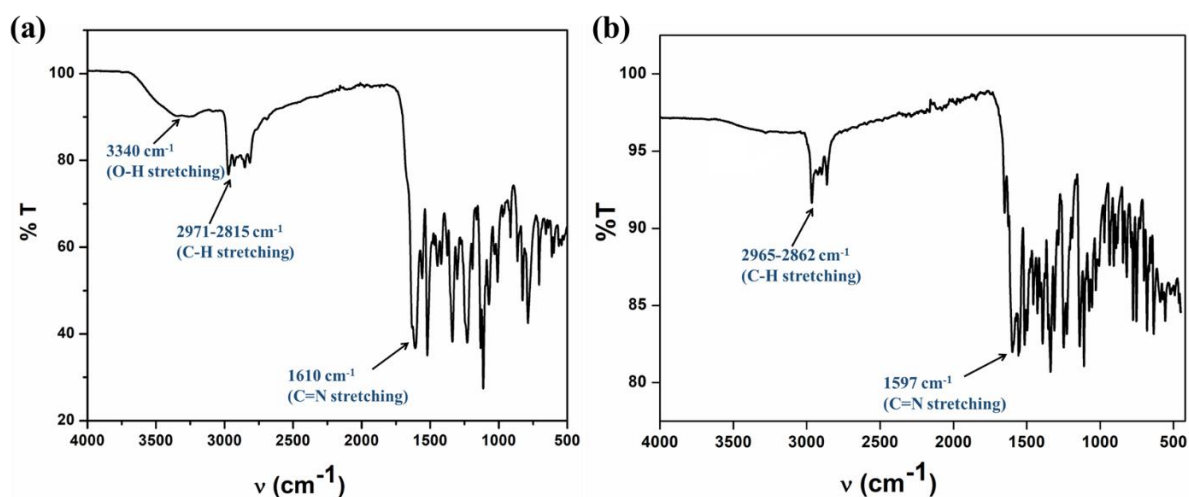 (a)
100
80
60
40
20
% T
3340 cm-1
(O-H stretching)
2971-2815 cm-1
(C-H stretching)
1610 cm-1
(C=N stretching)
4000 3500 3000 2500 2000 1500 1000 500
ν (cm-1)
(b)
100
95
90
85
80
%T
2965-2862 cm-1
(C-H stretching)
1597 cm-1
(C=N stretching)
4000 3000 2000 1500 1000 500
ν (cm-1)